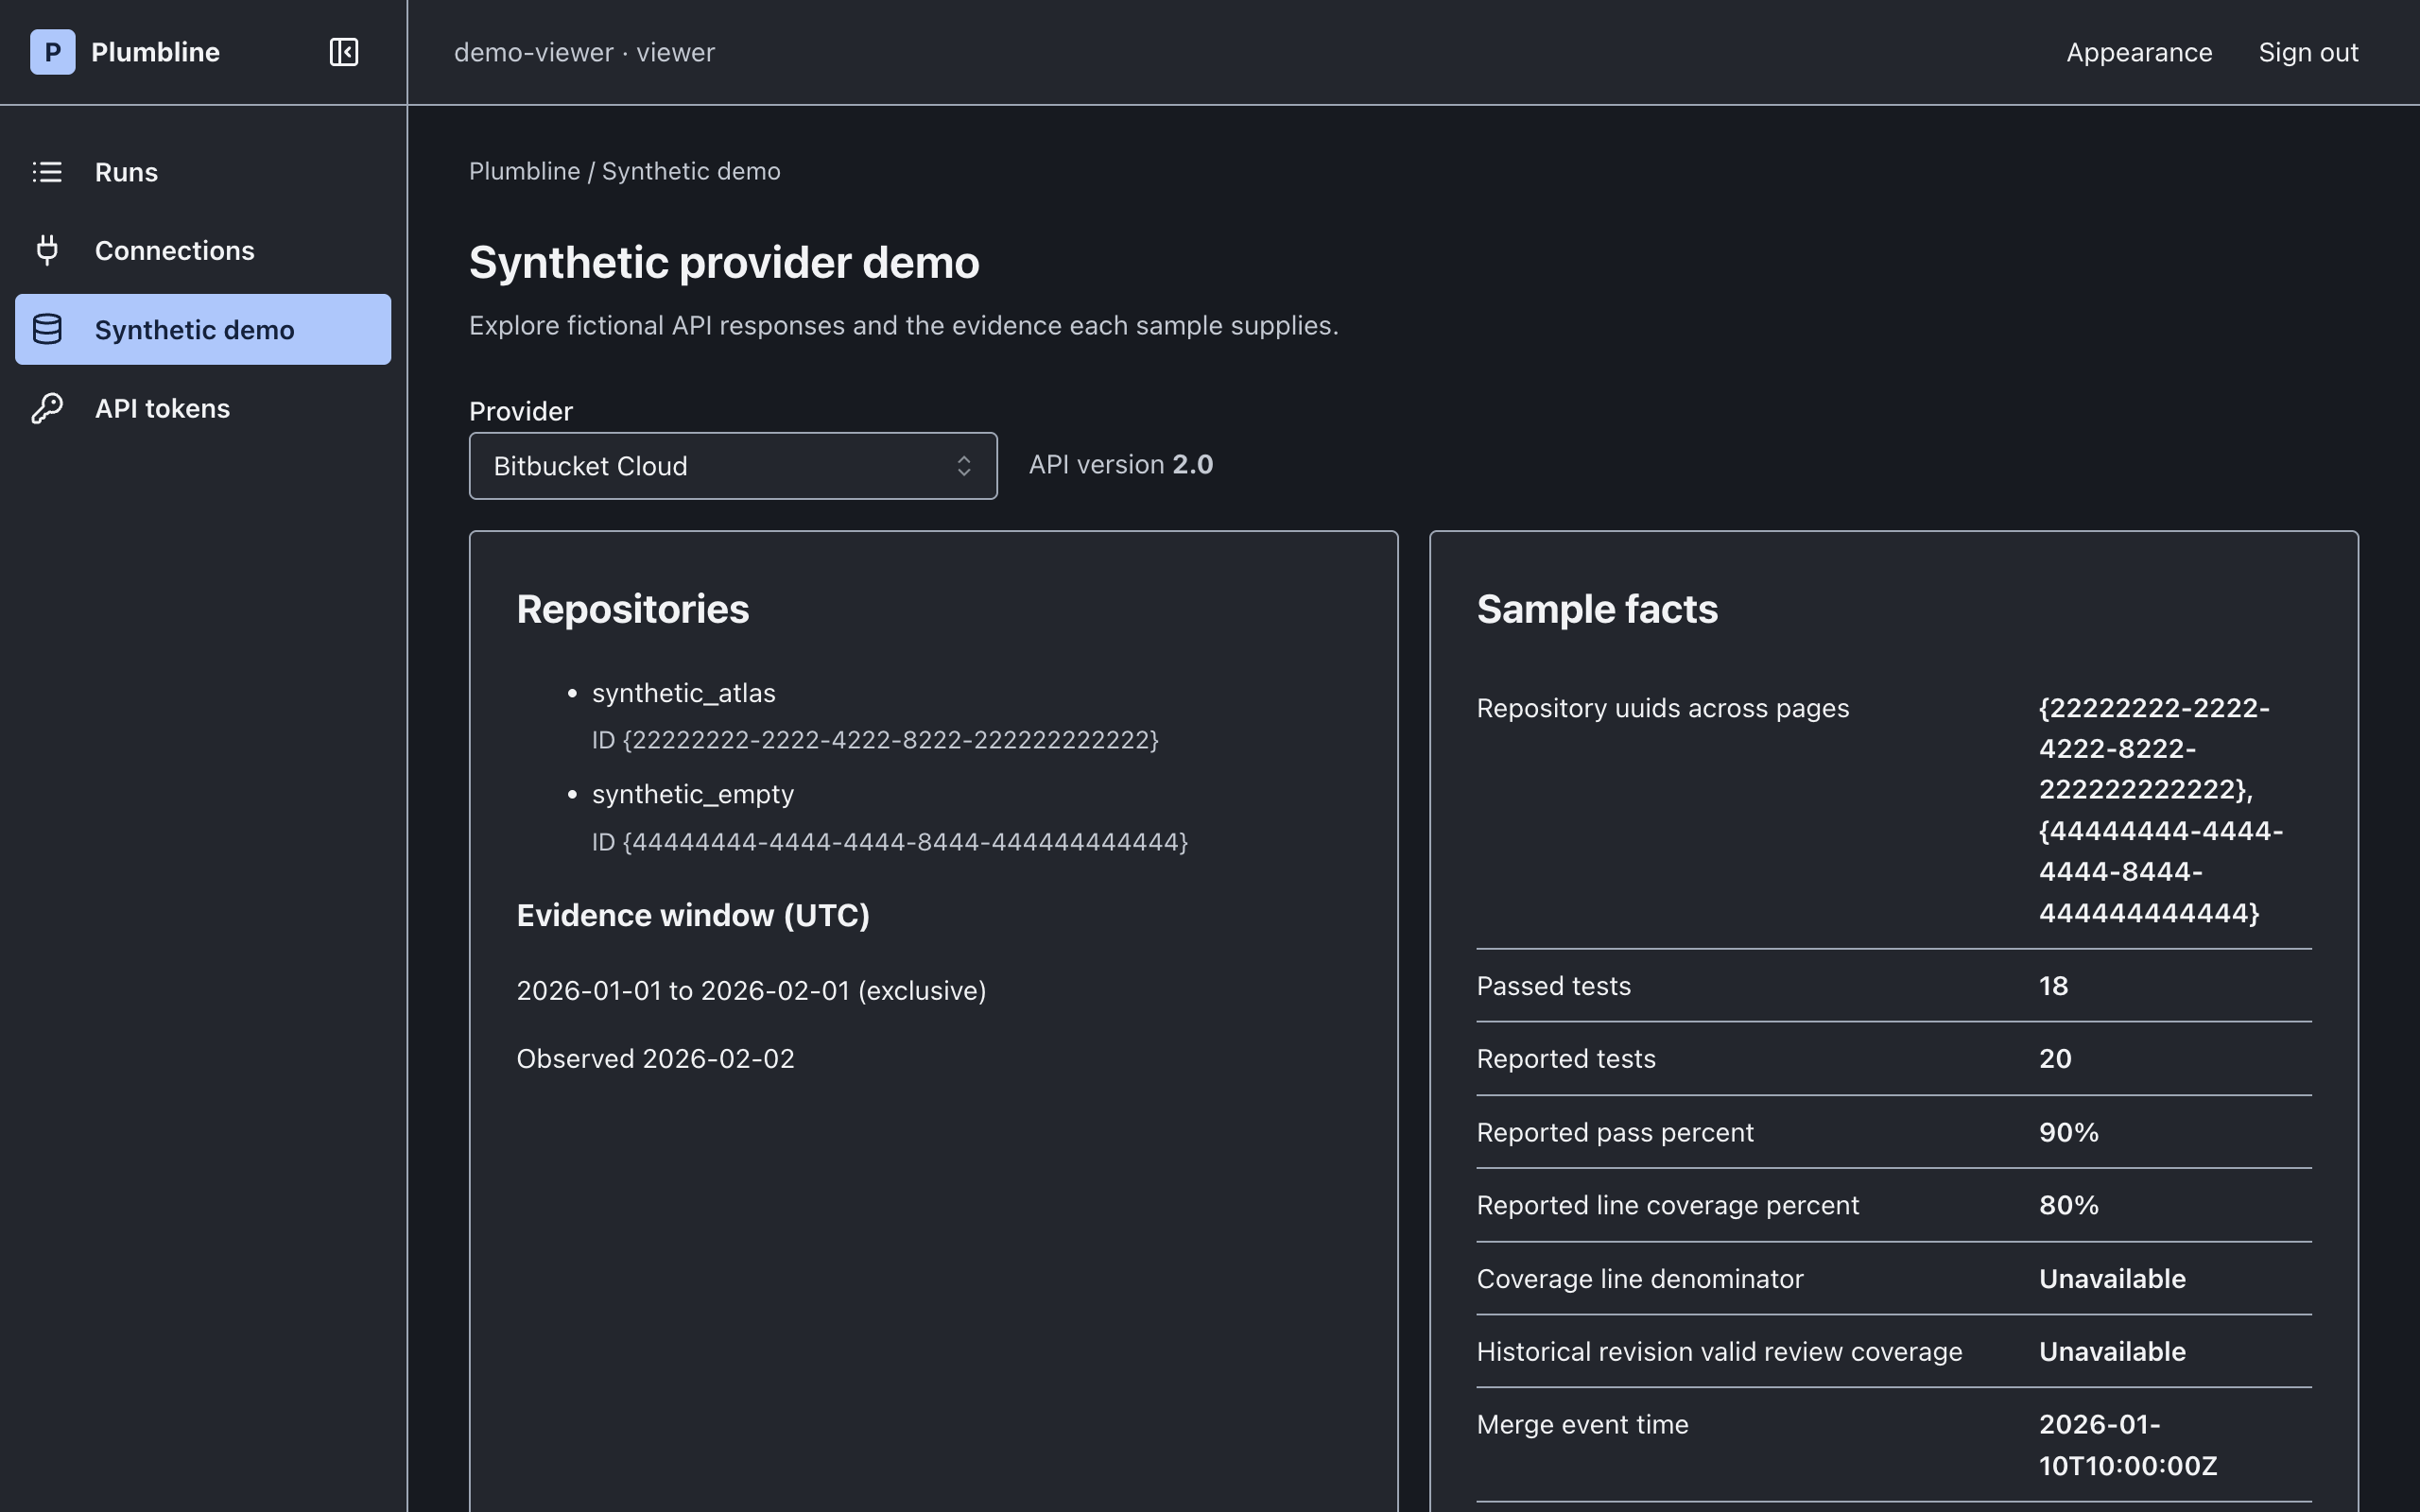 P Plumbline
demo-viewer · viewer
Appearance
Sign out
Runs
Connections
Synthetic demo
API tokens
Plumbline / Synthetic demo
Synthetic provider demo
Explore fictional API responses and the evidence each sample supplies.
Provider
Bitbucket Cloud
API version 2.0
Repositories
• synthetic_atlas
ID {22222222-2222-4222-8222-222222222222}
• synthetic_empty
ID {44444444-4444-4444-8444-444444444444}
Evidence window (UTC)
2026-01-01 to 2026-02-01 (exclusive)
Observed 2026-02-02
Sample facts
Repository uuids across pages
{22222222-2222-
4222-8222-
222222222222},
{44444444-4444-
4444-8444-
444444444444}
Passed tests 18
Reported tests 20
Reported pass percent 90%
Reported line coverage percent 80%
Coverage line denominator Unavailable
Historical revision valid review coverage Unavailable
Merge event time 2026-01-
10T10:00:00Z